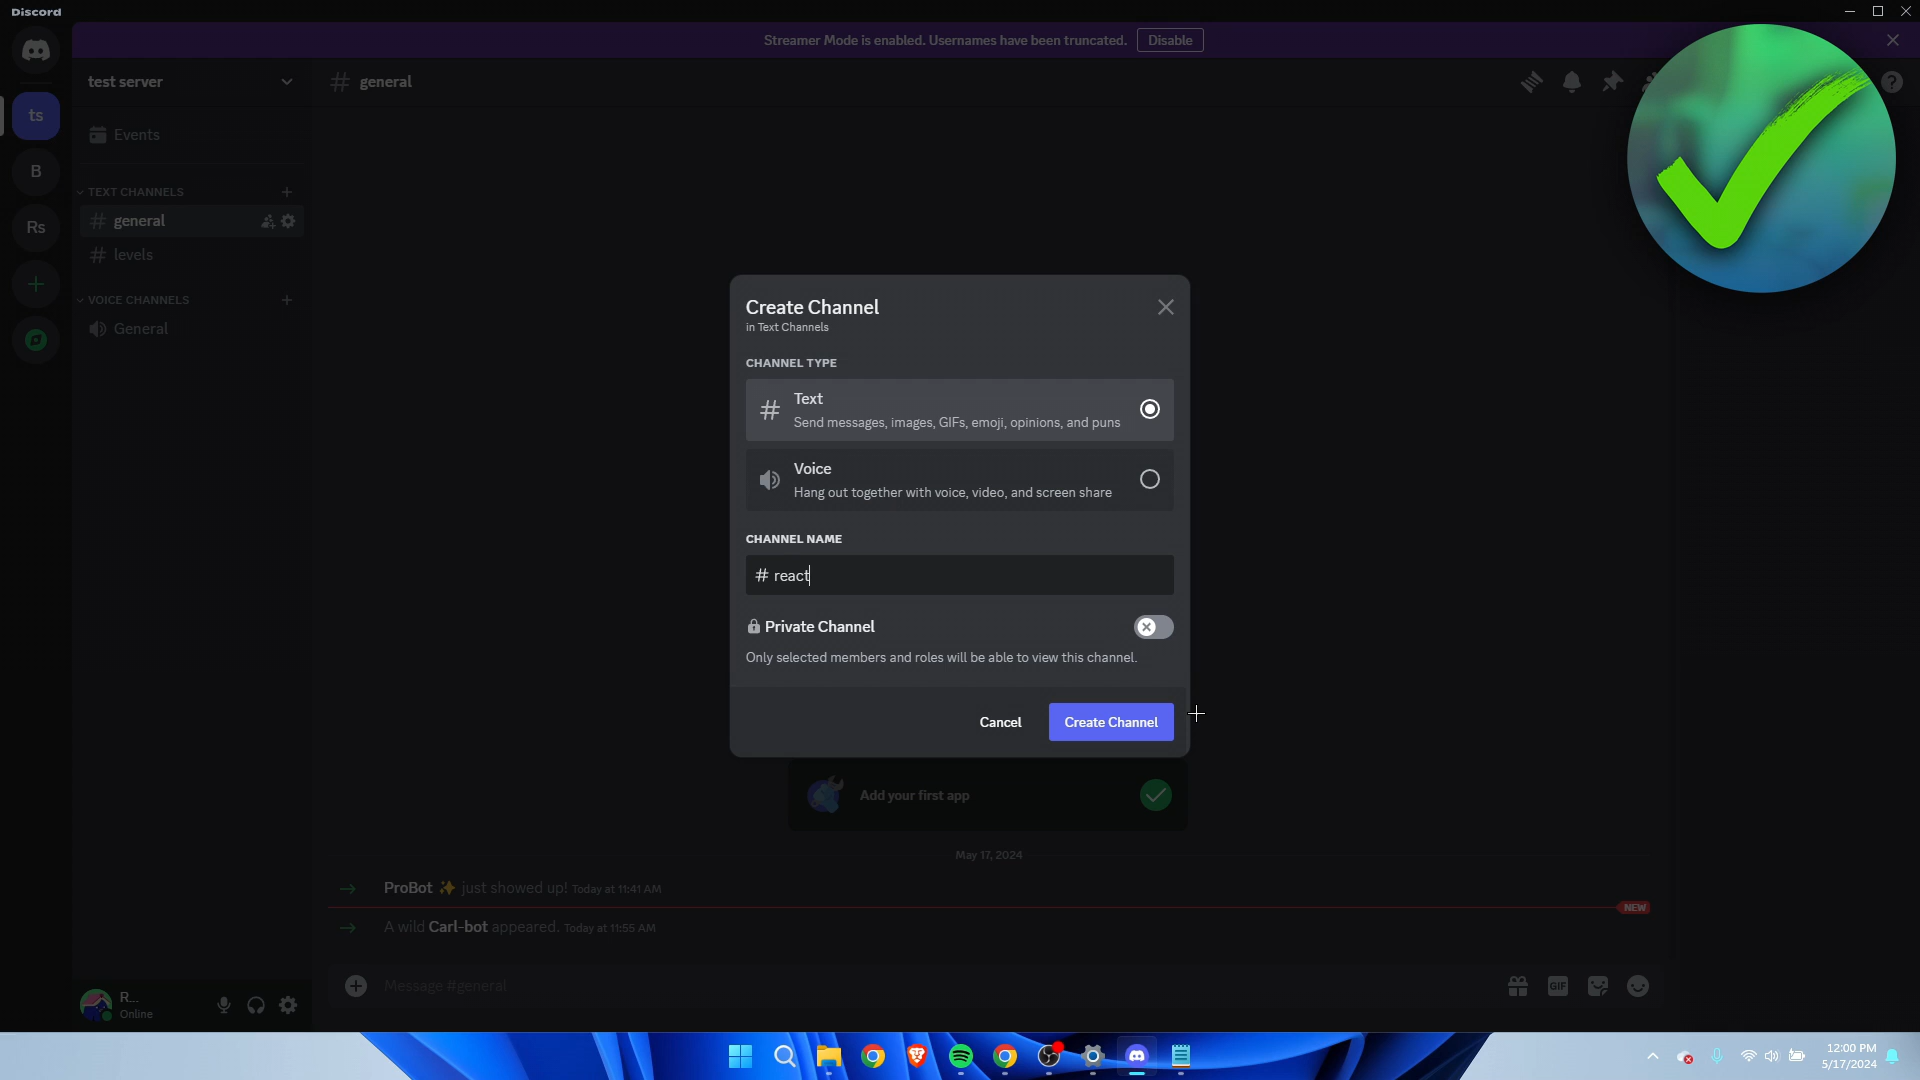 Discord
Streamer Mode is enabled. Usernames have been truncated.
Disable
test server
general
ts
Events
B
TEXT CHANNELS
general
Rs
levels
VOICE CHANNELS
General
Create Channel
in Text Channels
CHANNEL TYPE
Text
Send messages, images, GIFs, emoji, opinions, and puns
Voice
Hang out together with voice, video, and screen share
CHANNEL NAME
# react
Private Channel
Only selected members and roles will be able to view this channel.
Cancel
Create Channel
Add your first app
May 17, 2024
ProBot ✨ just showed up! Today at 11:41 AM
NEW
A wild Carl-bot appeared. Today at 11:55 AM
Message #general
GIF
R...
Online
12:00 PM
5/17/2024